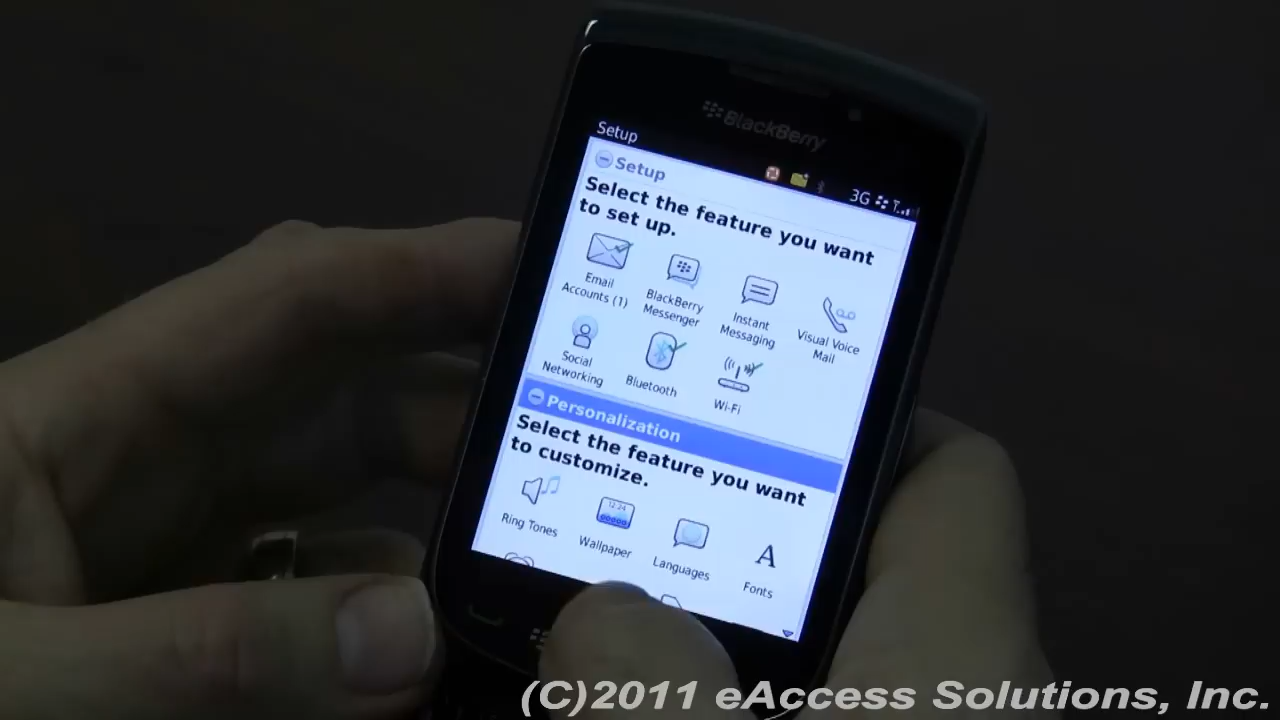 BlackBerry
Setup
3G
Setup
Select the feature you want
to set up.
Email
Accounts (1)
BlackBerry
Messenger
Instant
Messaging
Visual Voice
Mail
Social
Networking
Bluetooth
Wi-Fi
Personalization
Select the feature you want
to customize.
12:24
Ring Tones
Wallpaper
Languages
A
Fonts
(C)2011 eAccess Solutions, Inc.